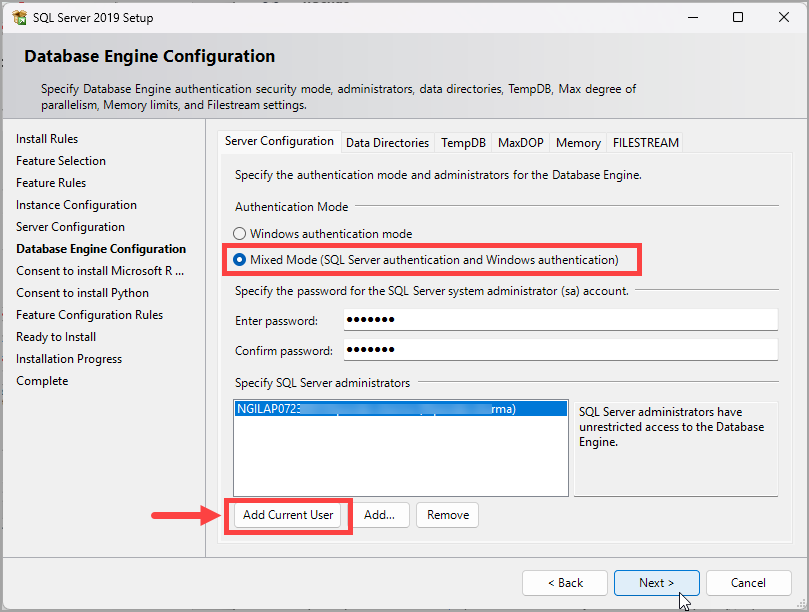 SQL Server 2019 Setup
Database Engine Configuration
Specify Database Engine authentication security mode, administrators, data directories, TempDB, Max degree of
parallelism, Memory limits, and Filestream settings.
Install Rules
Feature Selection
Feature Rules
Instance Configuration
Server Configuration
Database Engine Configuration
Consent to install Microsoft R ...
Consent to install Python
Feature Configuration Rules
Ready to Install
Installation Progress
Complete
Server Configuration Data Directories TempDB MaxDOP Memory FILESTREAM
Specify the authentication mode and administrators for the Database Engine.
Authentication Mode
Windows authentication mode
Mixed Mode (SQL Server authentication and Windows authentication)
Specify the password for the SQL Server system administrator (sa) account.
Enter password: ●●●●●●●
Confirm password: ●●●●●●●
Specify SQL Server administrators
NGILAP0723 rma)
SQL Server administrators have
unrestricted access to the Database
Engine.
Add Current User Add... Remove
< Back Next > Cancel